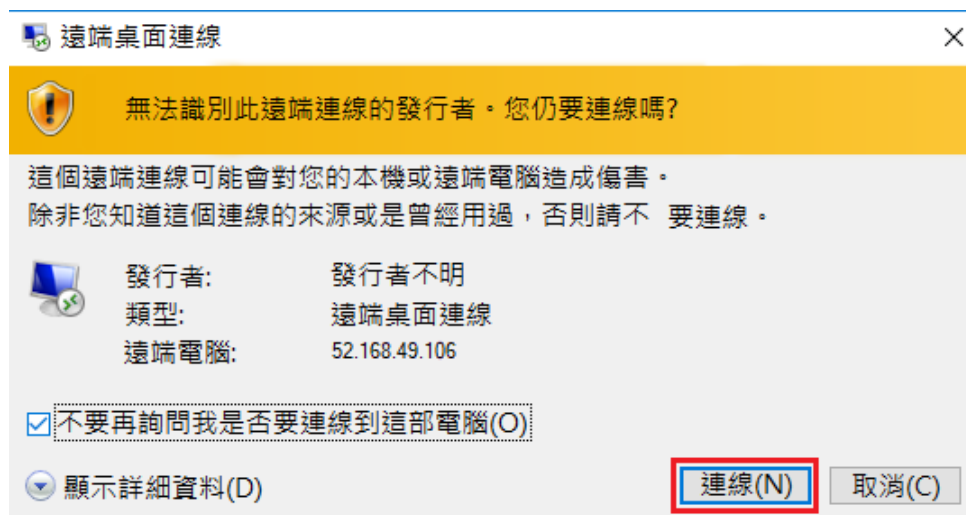 遠端桌面連線
無法識別此遠端連線的發行者。您仍要連線嗎?
這個遠端連線可能會對您的本機或遠端電腦造成傷害。
除非您知道這個連線的來源或是曾經用過，否則請不 要連線。
發行者: 發行者不明
類型: 遠端桌面連線
遠端電腦: 52.168.49.106
不要再詢問我是否要連線到這部電腦(O)
顯示詳細資料(D) 連線(N) 取消(C)